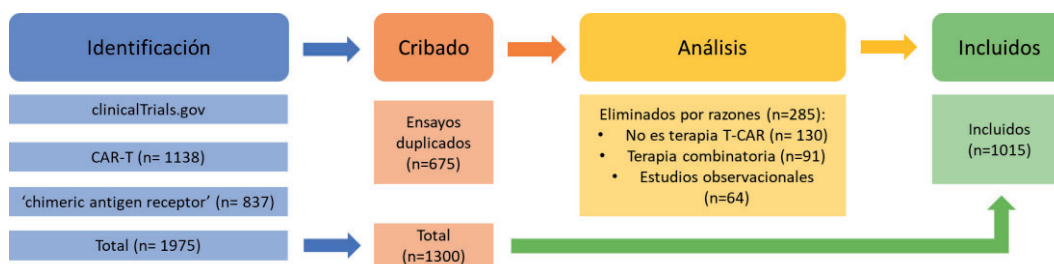 Identificación
clinicalTrials.gov
CAR-T (n= 1138)
‘chimeric antigen receptor’ (n= 837)
Total (n= 1975)
Cribado
Ensayos
duplicados
(n=675)
Total
(n=1300)
Análisis
Eliminados por razones (n=285):
• No es terapia T-CAR (n= 130)
• Terapia combinatoria (n=91)
• Estudios observacionales
(n=64)
Incluidos
Incluidos
(n=1015)